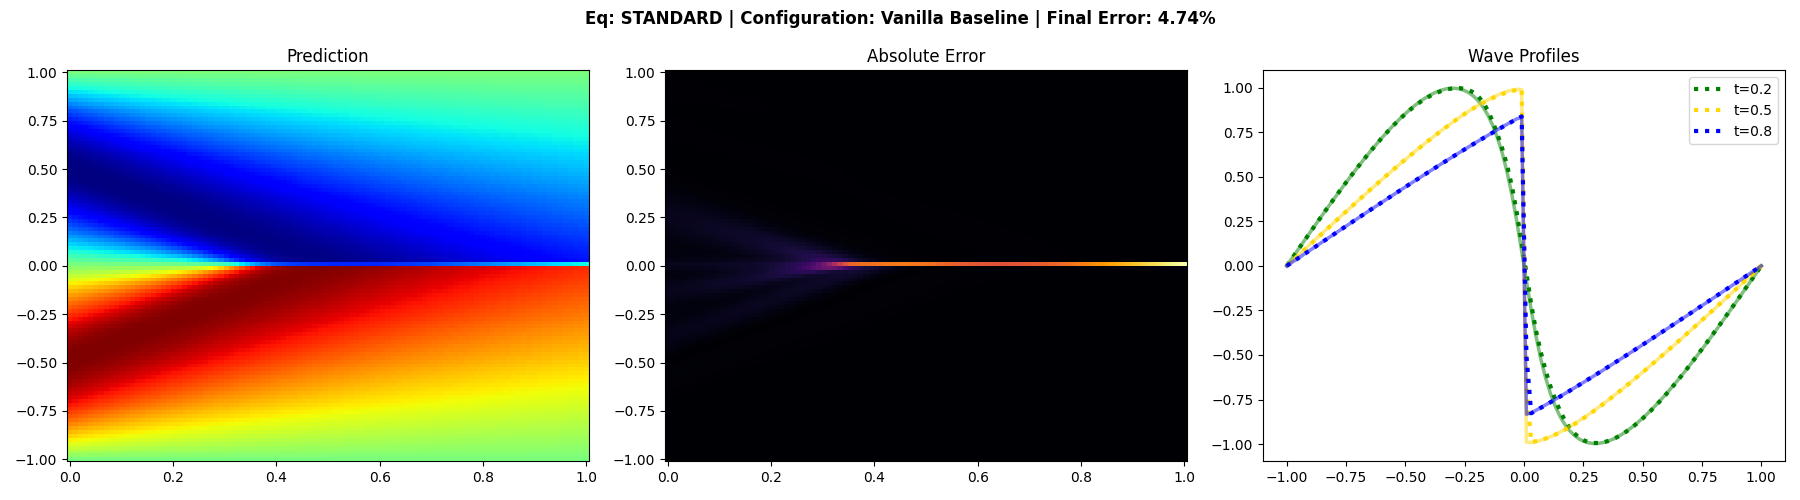 Eq: STANDARD | Configuration: Vanilla Baseline | Final Error: 4.74%
Prediction
1.00
0.75
0.50
0.25
0.00
−0.25
−0.50
−0.75
−1.00
0.0 0.2 0.4 0.6 0.8 1.0
Absolute Error
1.00
0.75
0.50
0.25
0.00
−0.25
−0.50
−0.75
−1.00
0.0 0.2 0.4 0.6 0.8 1.0
Wave Profiles
t=0.2
t=0.5
t=0.8
1.00
0.75
0.50
0.25
0.00
−0.25
−0.50
−0.75
−1.00
−1.00 −0.75 −0.50 −0.25 0.00 0.25 0.50 0.75 1.00